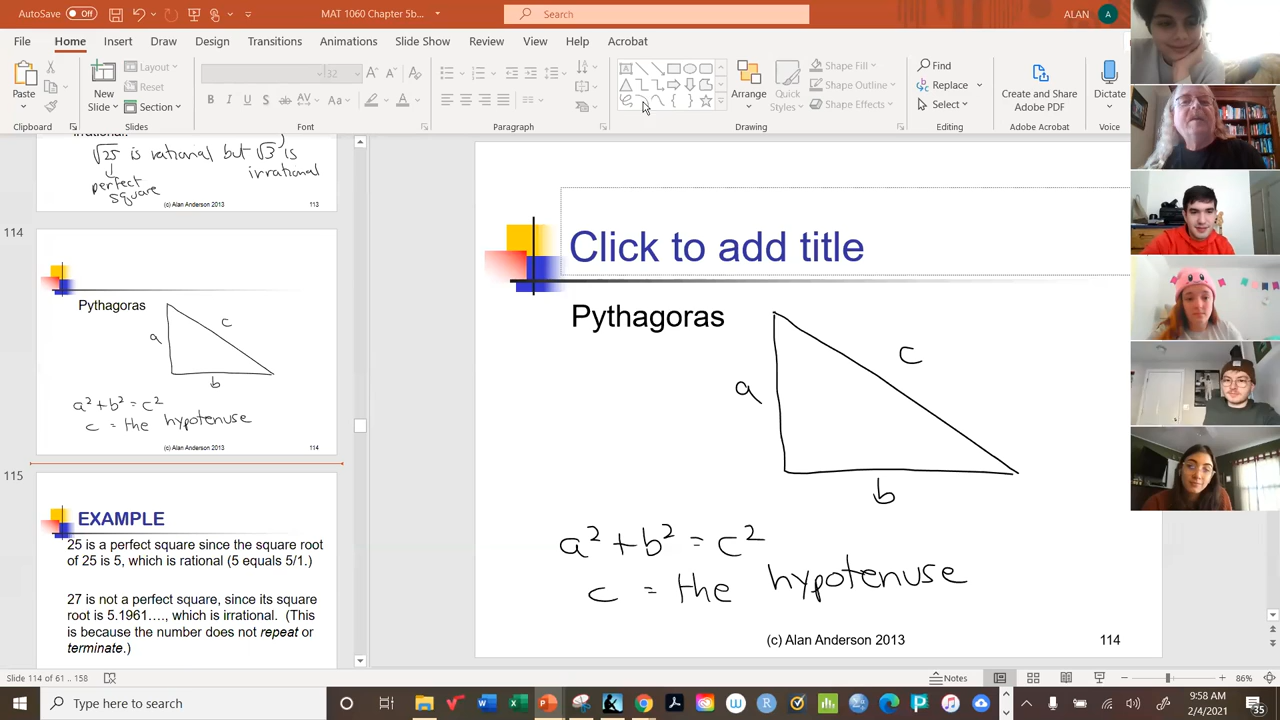 AutoSave Off MAT 1060 Chapter 5b... Search ALAN A
File Home Insert Draw Design Transitions Animations Slide Show Review View Help Acrobat
Paste
New Slide
Layout
Reset
Section
32
B I U S ab AV Aa A
Arrange
Quick Styles
Shape Fill
Shape Outline
Shape Effects
Find
Replace
Select
Create and Share Adobe PDF
Dictate
Clipboard Slides Font Paragraph Drawing Editing Adobe Acrobat Voice
√25 is rational but √3 is
irrational
perfect
square
(c) Alan Anderson 2013 113
114
Pythagoras
a
c
b
a² + b² = c²
c = the hypotenuse
(c) Alan Anderson 2013 114
115
EXAMPLE
25 is a perfect square since the square root
of 25 is 5, which is rational (5 equals 5/1.)
27 is not a perfect square, since its square
root is 5.1961…., which is irrational. (This
is because the number does not repeat or
terminate.)
Click to add title
Pythagoras
a
c
b
a² + b² = c²
c = the hypotenuse
(c) Alan Anderson 2013 114
Slide 114 of 61 .. 158 Notes 86%
Type here to search 9:58 AM
2/4/2021
35